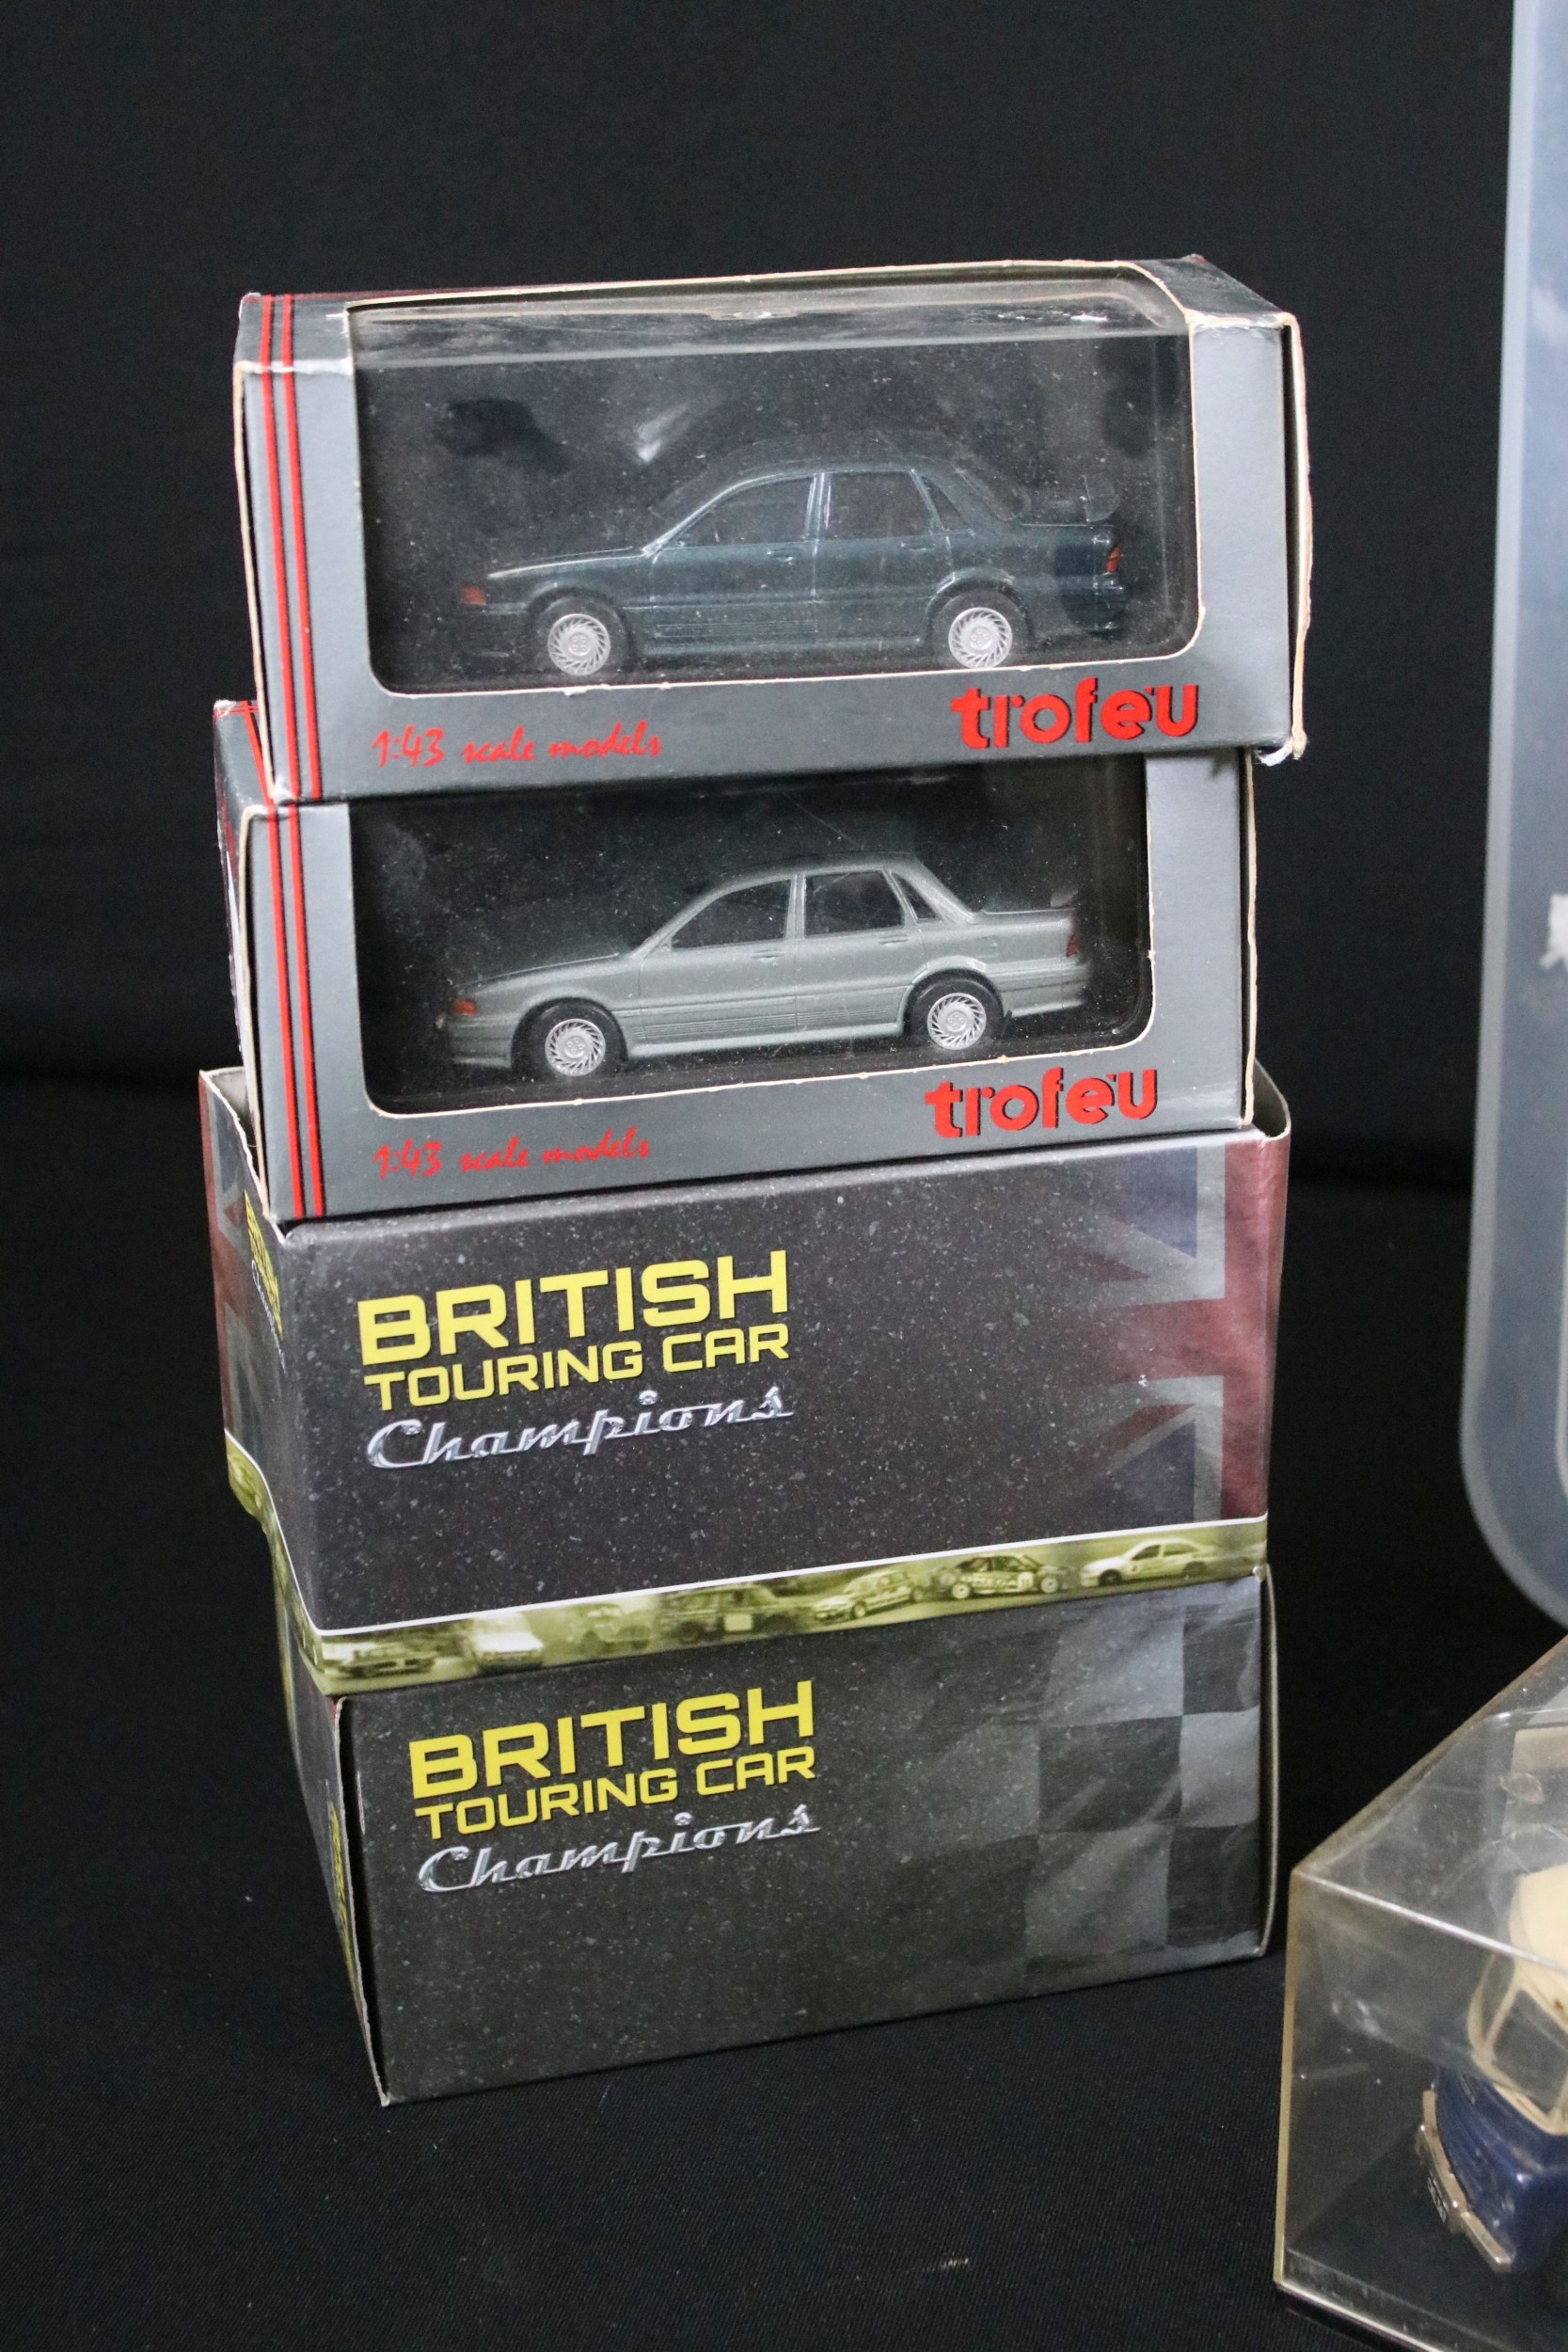 trofeu
1:43 scale models
trofeu
1:43 scale models
BRITISH
TOURING CAR
Champions
BRITISH
TOURING CAR
Champions